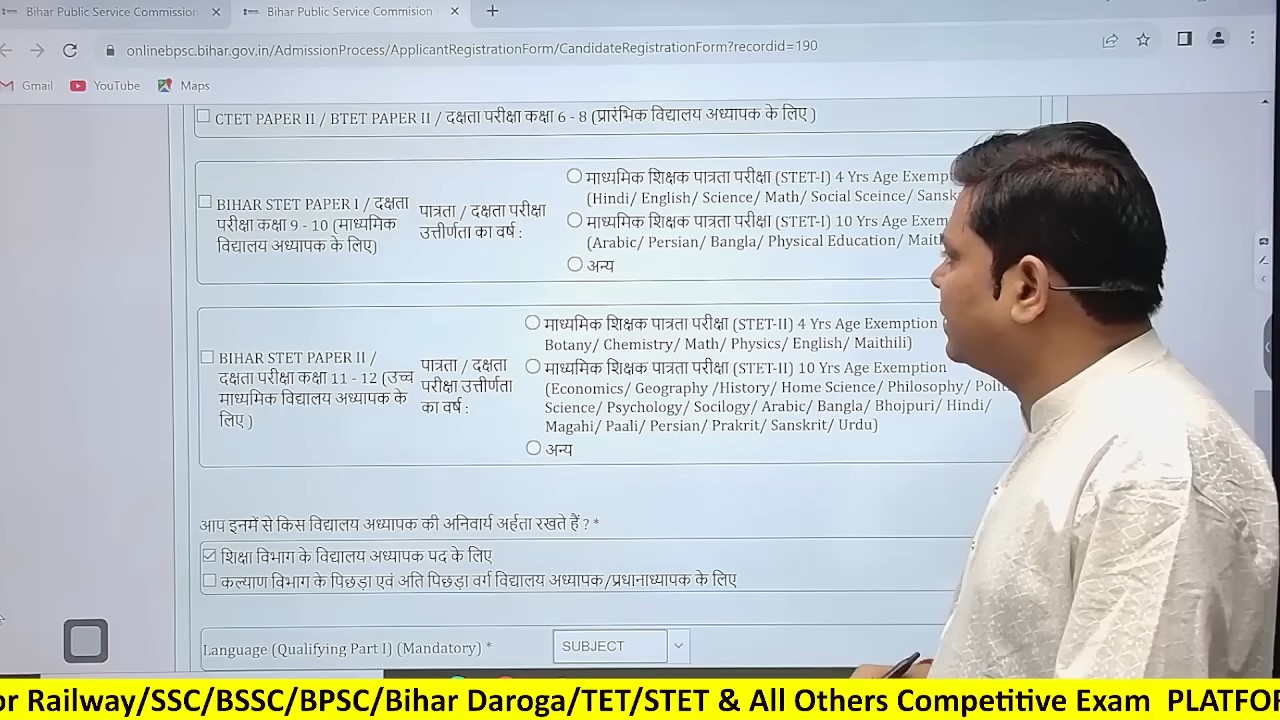 Bihar Public Service Commission × Bihar Public Service Commision × +
onlinebpsc.bihar.gov.in/AdmissionProcess/ApplicantRegistrationForm/CandidateRegistrationForm?recordid=190
Gmail YouTube Maps
CTET PAPER II / BTET PAPER II / दक्षता परीक्षा कक्षा 6 - 8 (प्रारंभिक विद्यालय अध्यापक के लिए )
BIHAR STET PAPER I / दक्षता
परीक्षा कक्षा 9 - 10 (माध्यमिक
विद्यालय अध्यापक के लिए)
पात्रता / दक्षता परीक्षा
उत्तीर्णता का वर्ष :
माध्यमिक शिक्षक पात्रता परीक्षा (STET-I) 4 Yrs Age
(Hindi/ English/ Science/ Math/ Social Sceince/
माध्यमिक शिक्षक पात्रता परीक्षा (STET-I) 10 Yrs Age
(Arabic/ Persian/ Bangla/ Physical Education/
अन्य
BIHAR STET PAPER II /
दक्षता परीक्षा कक्षा 11 - 12 (उच्च
माध्यमिक विद्यालय अध्यापक के
लिए )
पात्रता / दक्षता
परीक्षा उत्तीर्णता
का वर्ष :
माध्यमिक शिक्षक पात्रता परीक्षा (STET-II) 4 Yrs Age Exemption
Botany/ Chemistry/ Math/ Physics/ English/ Maithili)
माध्यमिक शिक्षक पात्रता परीक्षा (STET-II) 10 Yrs Age Exemption
(Economics/ Geography /History/ Home Science/ Philosophy/
Science/ Psychology/ Socilogy/ Arabic/ Bangla/ Bhojpuri/ Hindi/
Magahi/ Paali/ Persian/ Prakrit/ Sanskrit/ Urdu)
अन्य
आप इनमें से किस विद्यालय अध्यापक की अनिवार्य अर्हता रखते हैं ? *
शिक्षा विभाग के विद्यालय अध्यापक पद के लिए
कल्याण विभाग के पिछड़ा एवं अति पिछड़ा वर्ग विद्यालय अध्यापक/प्रधानाध्यापक के लिए
Language (Qualifying Part I) (Mandatory) * SUBJECT
or Railway/SSC/BSSC/BPSC/Bihar Daroga/TET/STET & All Others Competitive Exam PLATFO